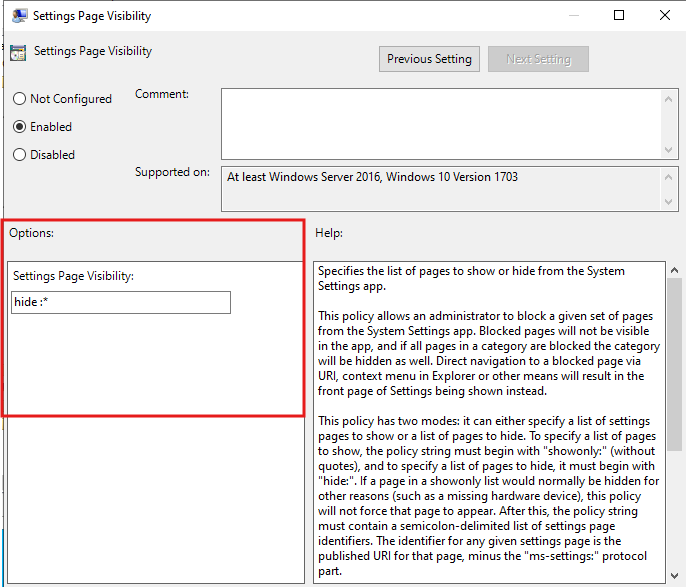 Settings Page Visibility
Settings Page Visibility
Previous Setting
Next Setting
Not Configured
Comment:
Enabled
Disabled
Supported on:
At least Windows Server 2016, Windows 10 Version 1703
Options:
Help:
Settings Page Visibility:
hide :*
Specifies the list of pages to show or hide from the System
Settings app.
This policy allows an administrator to block a given set of pages
from the System Settings app. Blocked pages will not be visible
in the app, and if all pages in a category are blocked the category
will be hidden as well. Direct navigation to a blocked page via
URI, context menu in Explorer or other means will result in the
front page of Settings being shown instead.
This policy has two modes: it can either specify a list of settings
pages to show or a list of pages to hide. To specify a list of pages
to show, the policy string must begin with "showonly:" (without
quotes), and to specify a list of pages to hide, it must begin with
"hide:". If a page in a showonly list would normally be hidden for
other reasons (such as a missing hardware device), this policy
will not force that page to appear. After this, the policy string
must contain a semicolon-delimited list of settings page
identifiers. The identifier for any given settings page is the
published URI for that page, minus the "ms-settings:" protocol
part.